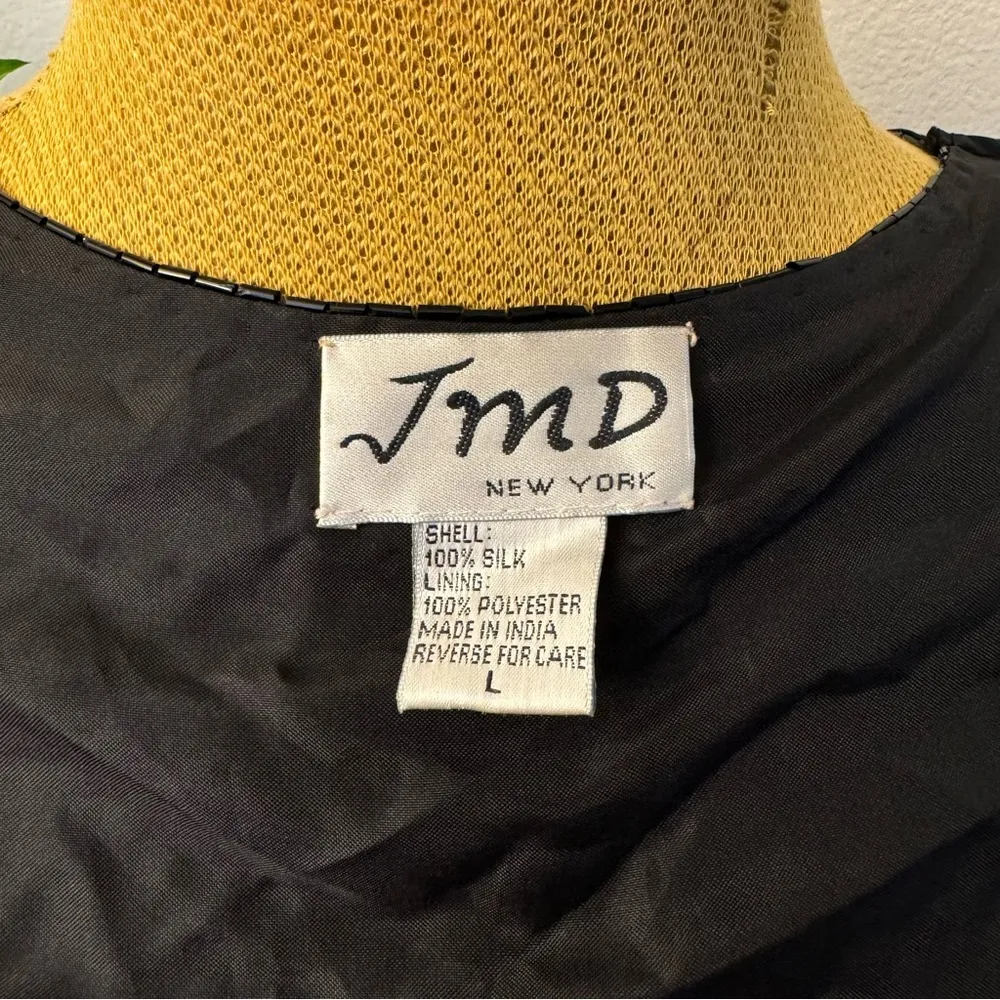 JMD
NEW YORK
SHELL:
100% SILK
LINING:
100% POLYESTER
MADE IN INDIA
REVERSE FOR CARE
L